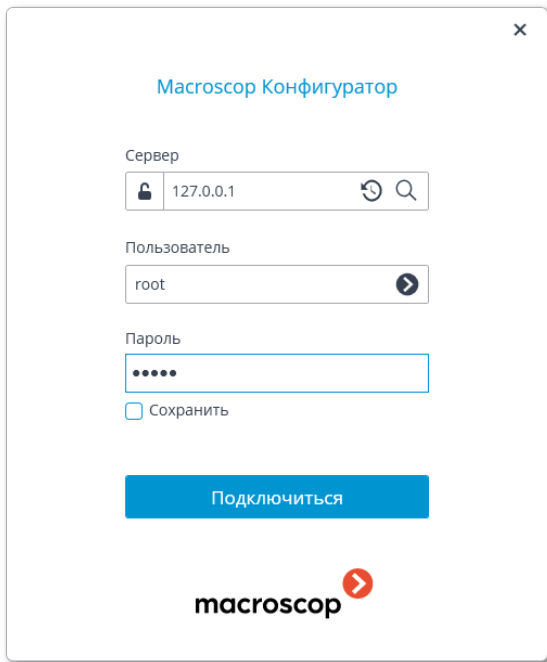 Macroscop Конфигуратор
Сервер
127.0.0.1
Пользователь
root
Пароль
•••••
Сохранить
Подключиться
macroscop